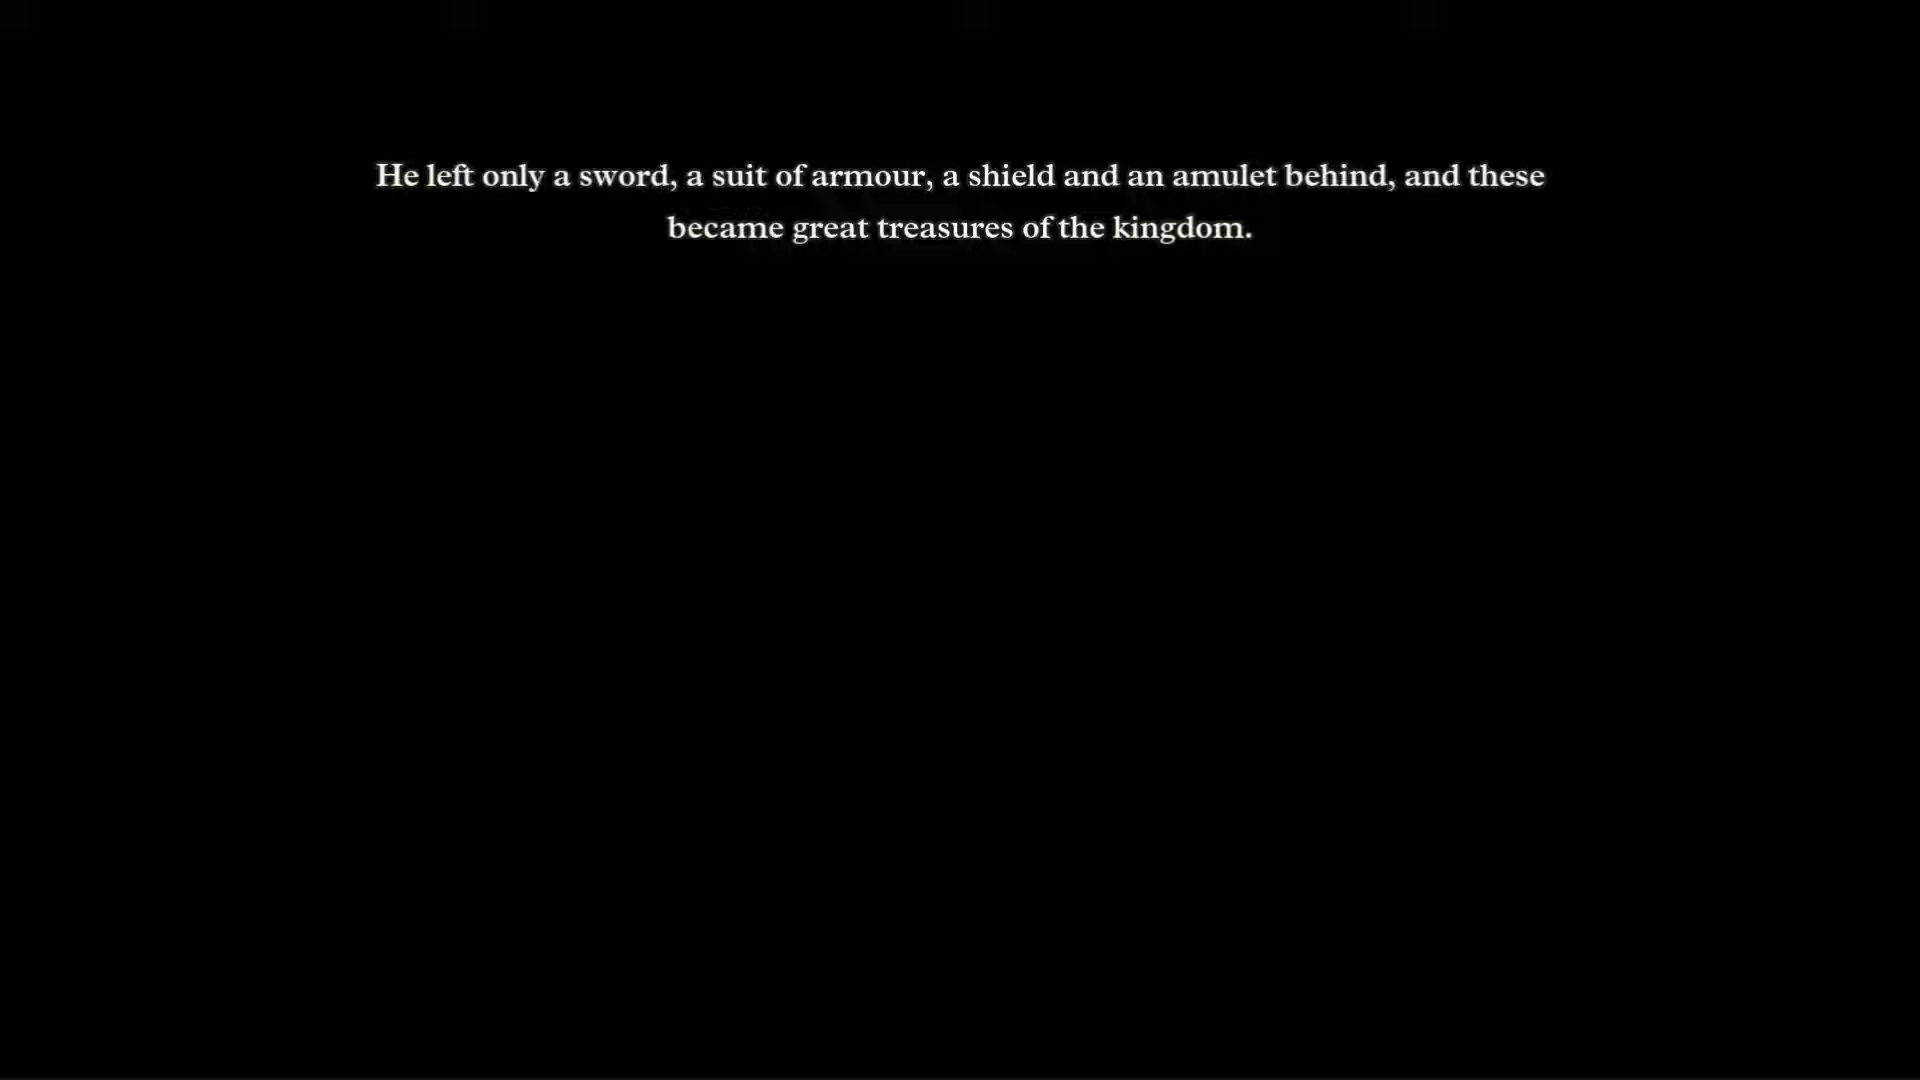 He left only a sword, a suit of armour, a shield and an amulet behind, and these
became great treasures of the kingdom.